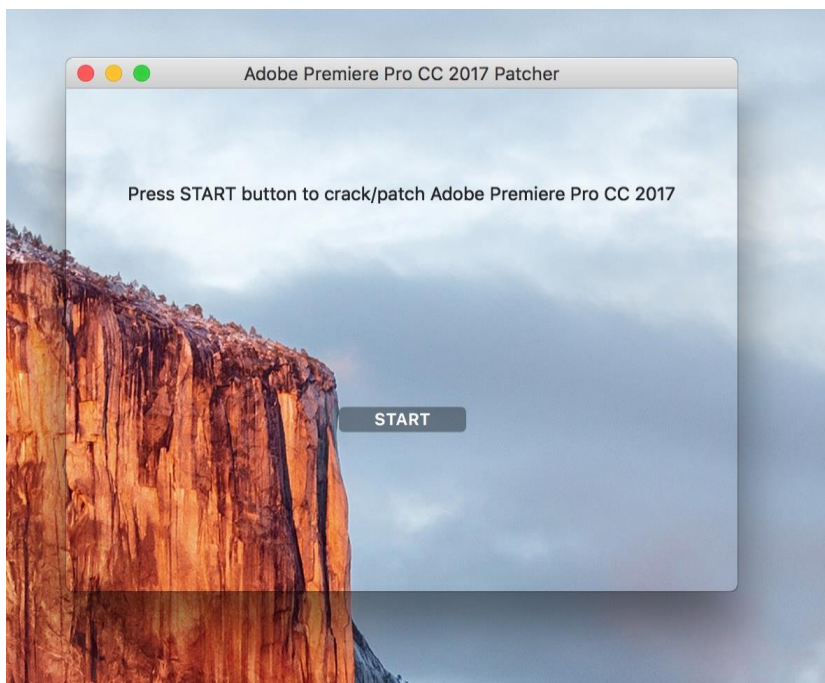 Adobe Premiere Pro CC 2017 Patcher
Press START button to crack/patch Adobe Premiere Pro CC 2017
START